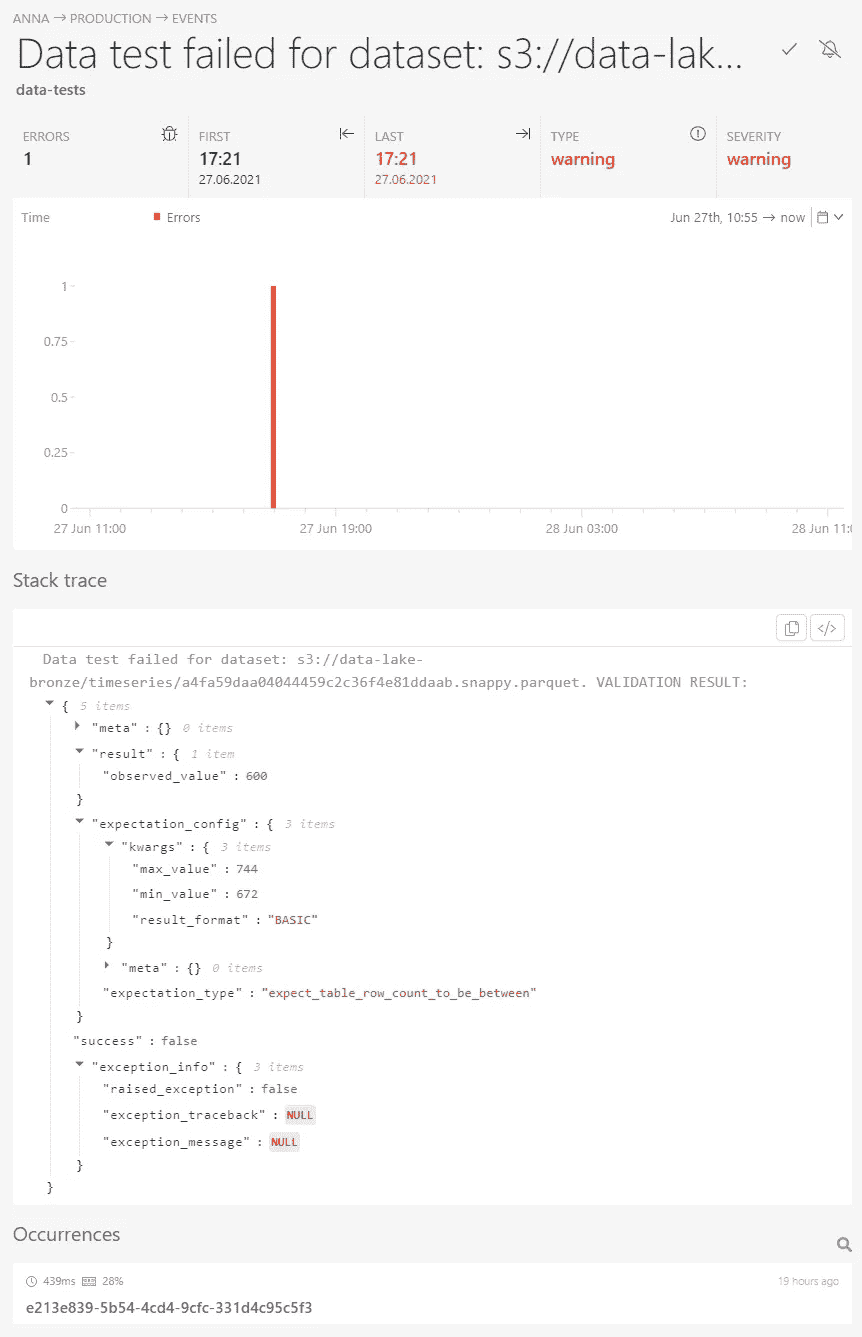 ANNA → PRODUCTION → EVENTS
Data test failed for dataset: s3://data-lak...
data-tests
ERRORS
1
FIRST
17:21
27.06.2021
LAST
17:21
27.06.2021
TYPE
warning
SEVERITY
warning
Time
Errors
Jun 27th, 10:55 → now
1
0.75
0.5
0.25
0
27 Jun 11:00
27 Jun 19:00
28 Jun 03:00
28 Jun 11:0
Stack trace
</>
Data test failed for dataset: s3://data-lake-
bronze/timeseries/a4fa59daa04044459c2c36f4e81ddaab.snappy.parquet. VALIDATION RESULT:
{ 5 items
"meta" : {} 0 items
"result" : { 1 item
"observed_value" : 600
}
"expectation_config" : { 3 items
"kwargs" : { 3 items
"max_value" : 744
"min_value" : 672
"result_format" : "BASIC"
}
"meta" : {} 0 items
"expectation_type" : "expect_table_row_count_to_be_between"
}
"success" : false
"exception_info" : { 3 items
"raised_exception" : false
"exception_traceback" : NULL
"exception_message" : NULL
}
}
Occurrences
439ms 28%
19 hours ago
e213e839-5b54-4cd4-9cfc-331d4c95c5f3